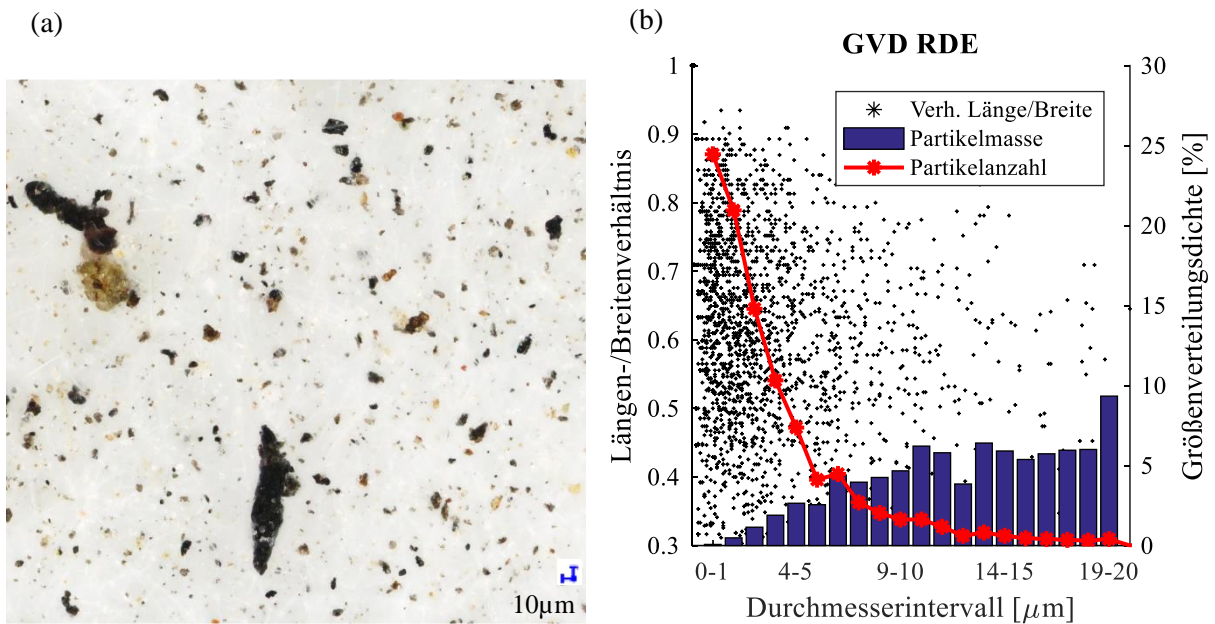 (a)
10µm
(b)
GVD RDE
Verh. Länge/Breite
Partikelmasse
Partikelanzahl
Längen-/Breitenverhältnis
1
0.9
0.8
0.7
0.6
0.5
0.4
0.3
30
25
20
15
10
5
0
Größenverteilungsdichte [%]
0-1 4-5 9-10 14-15 19-20
Durchmesserintervall [µm]